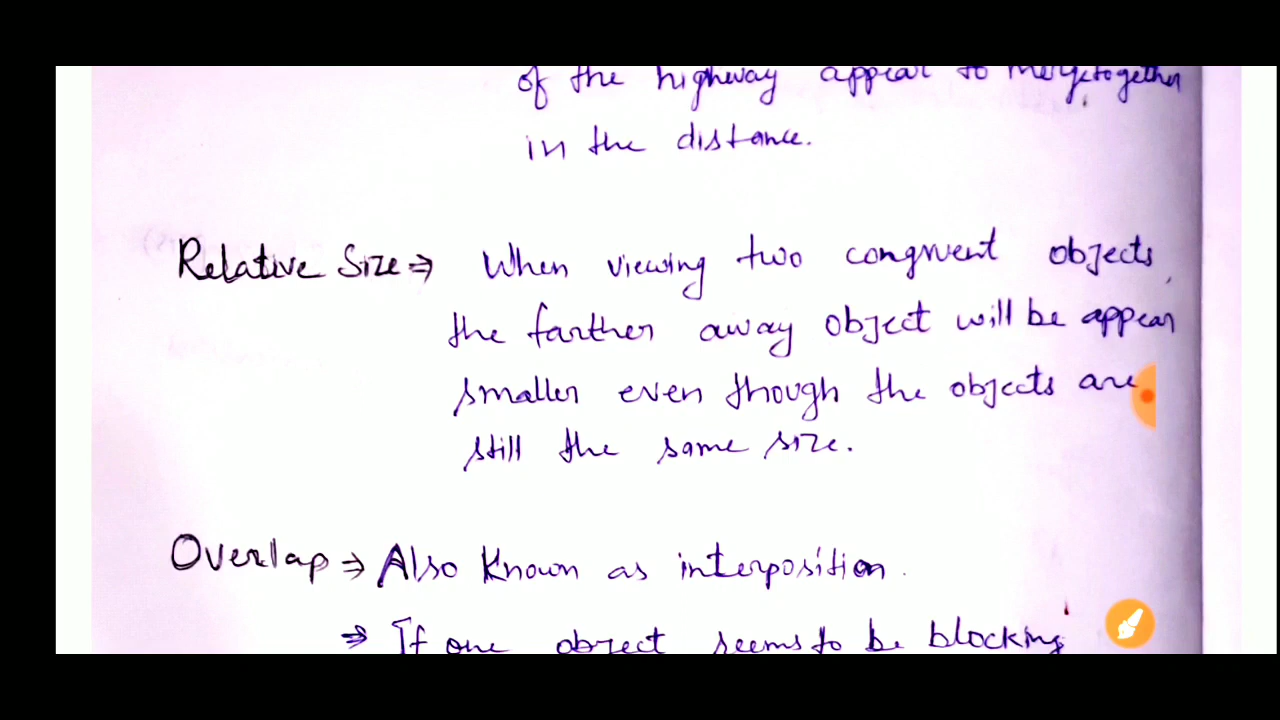 of the highway appear to merge together
in the distance.
Relative Size ⇒ When viewing two congruent objects,
the farther away object will be appear
smaller even though the objects are
still the same size.
Overlap ⇒ Also Known as interposition.
⇒ If one object seems to be blocking